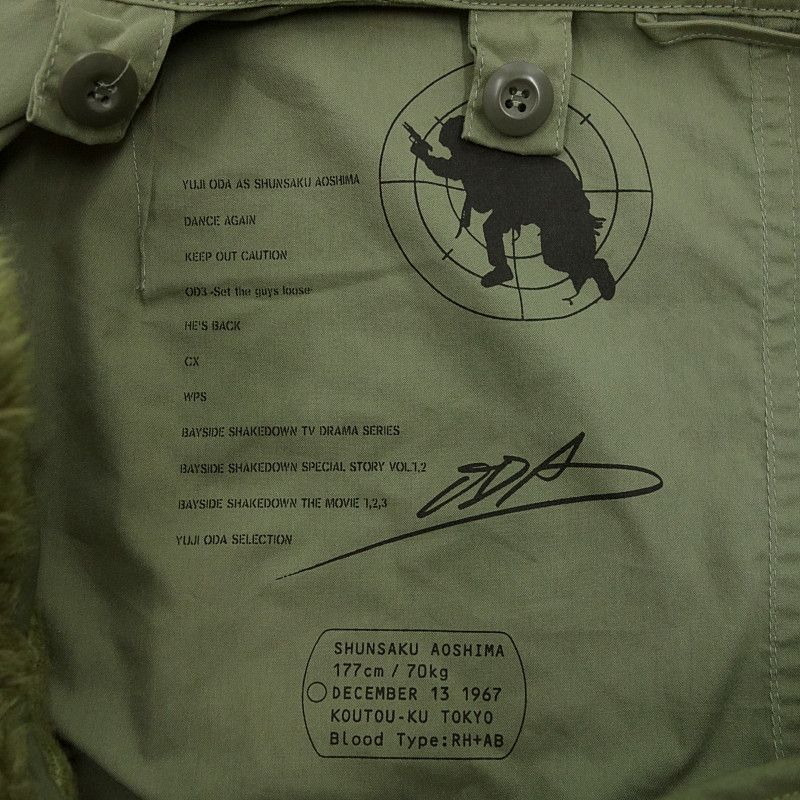 YUJI ODA AS SHUNSAKU AOSHIMA
DANCE AGAIN
KEEP OUT CAUTION
OD3 -Set the guys loose-
HE'S BACK
CX
WPS
BAYSIDE SHAKEDOWN TV DRAMA SERIES
BAYSIDE SHAKEDOWN SPECIAL STORY VOL.1,2
BAYSIDE SHAKEDOWN THE MOVIE 1,2,3
YUJI ODA SELECTION
ODA
SHUNSAKU AOSHIMA
177cm / 70kg
DECEMBER 13 1967
KOUTOU-KU TOKYO
Blood Type:RH+AB